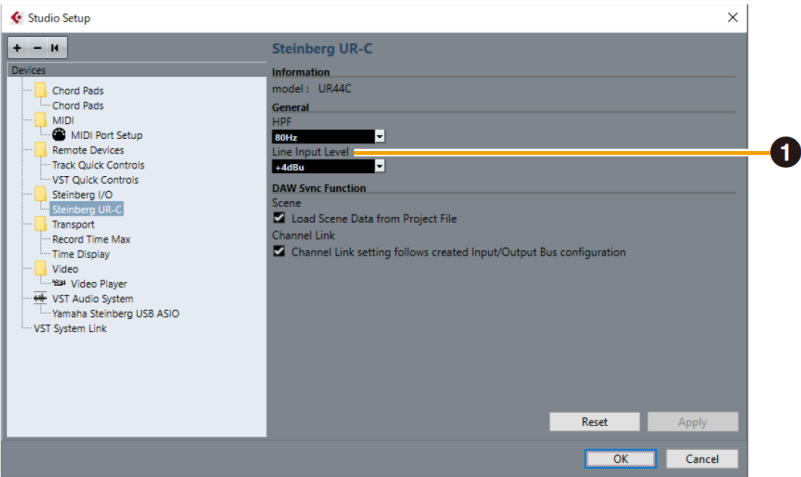 Studio Setup
Devices
Chord Pads
Chord Pads
MIDI
MIDI Port Setup
Remote Devices
Track Quick Controls
VST Quick Controls
Steinberg I/O
Steinberg UR-C
Transport
Record Time Max
Time Display
Video
Video Player
VST Audio System
Yamaha Steinberg USB ASIO
VST System Link
Steinberg UR-C
Information
model : UR44C
General
HPF
80Hz
Line Input Level
+4dBu
DAW Sync Function
Scene
Load Scene Data from Project File
Channel Link
Channel Link setting follows created Input/Output Bus configuration
Reset Apply
OK Cancel
1